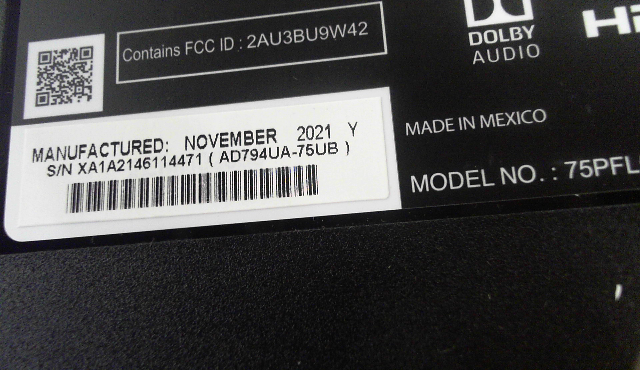 Contains FCC ID : 2AU3BU9W42
DOLBY
AUDIO
MANUFACTURED: NOVEMBER 2021 Y
S/N XA1A2146114471 ( AD794UA-75UB )
MADE IN MEXICO
MODEL NO. : 75PFL